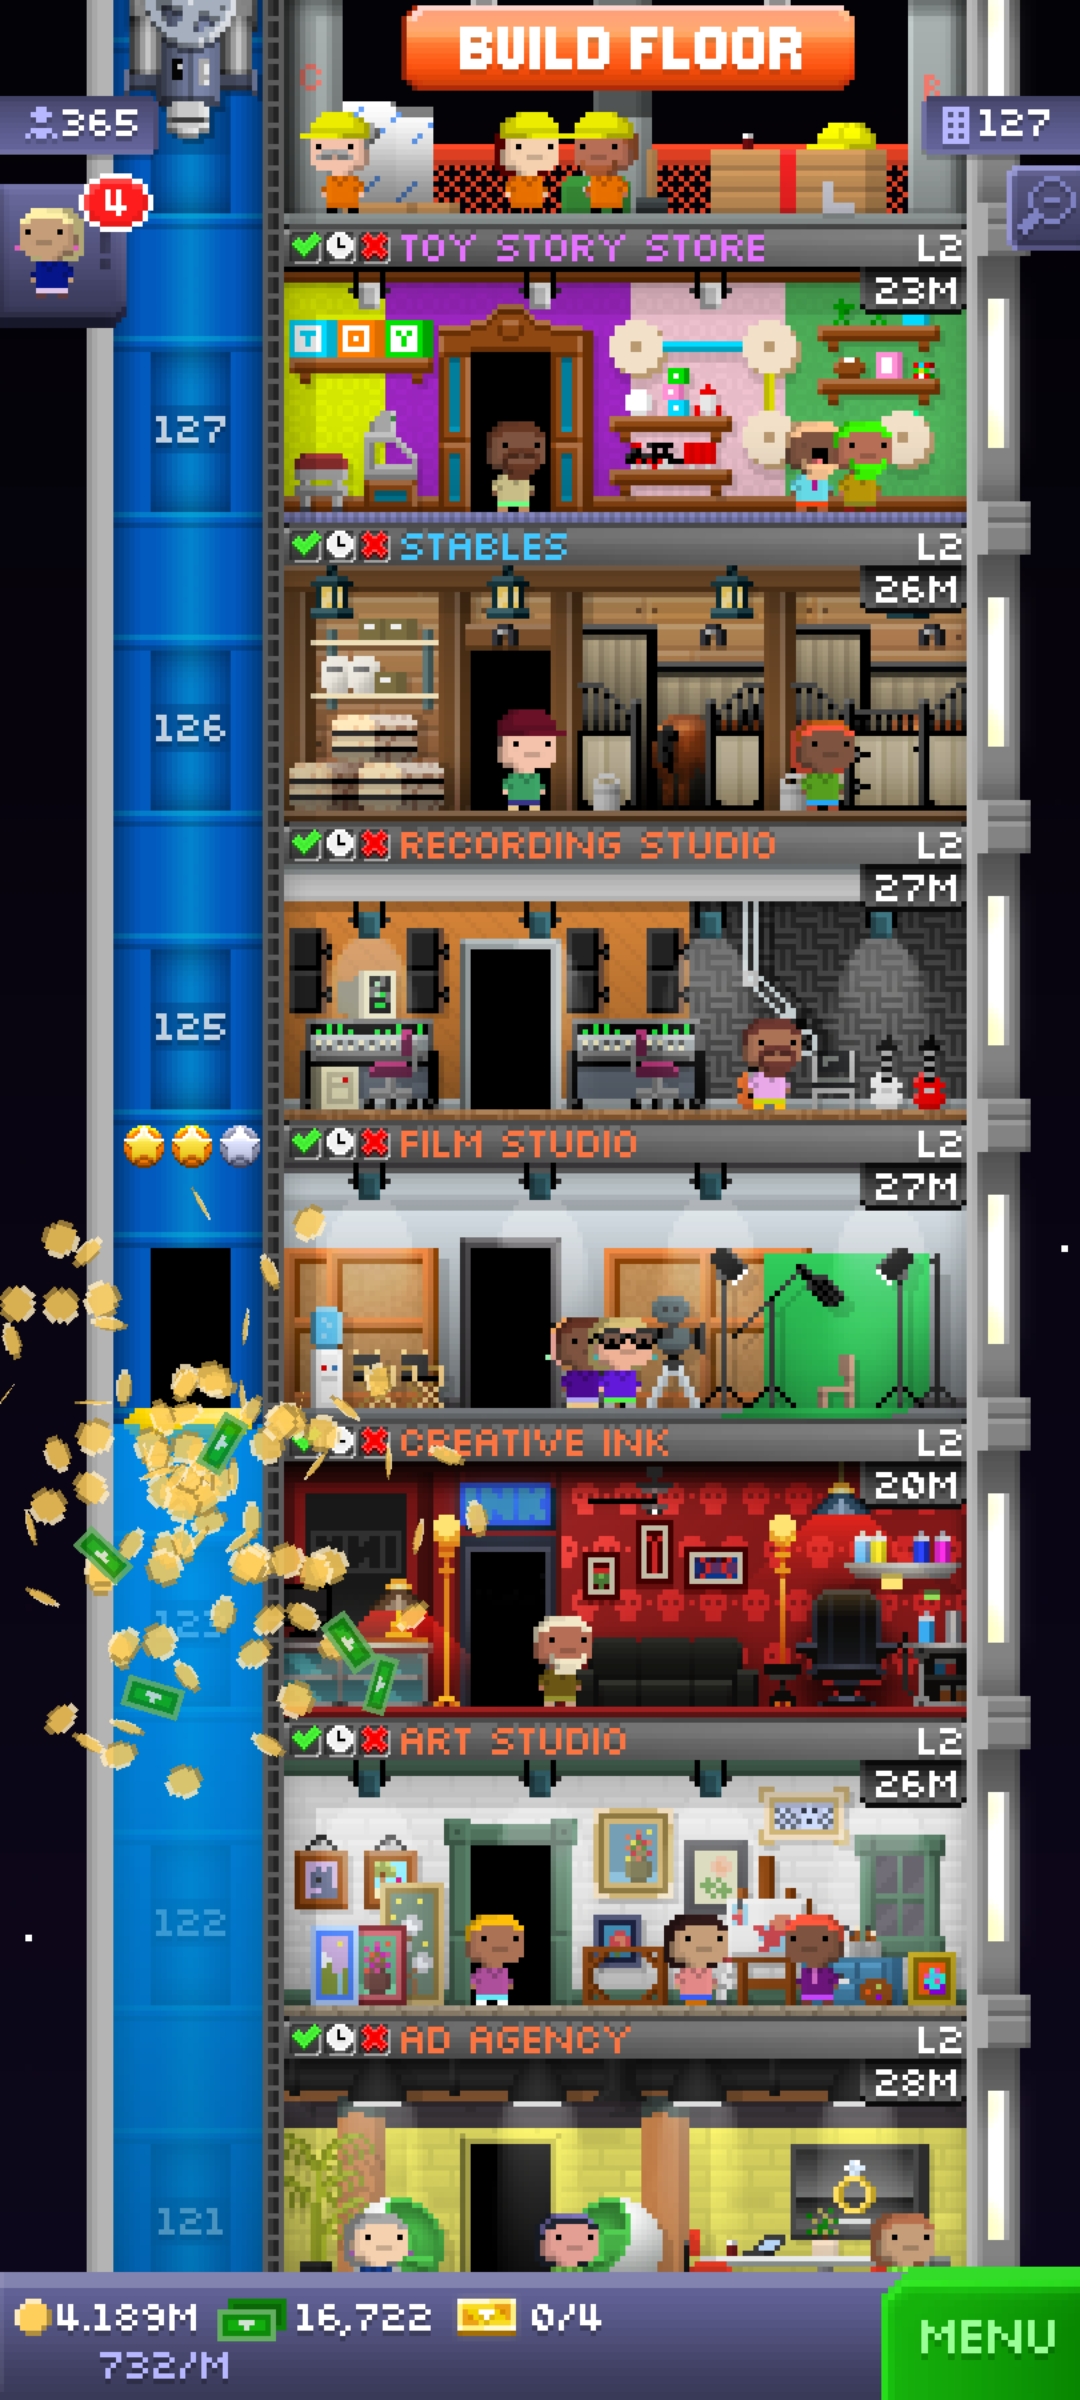 BUILD FLOOR
C
R
365
127
4
TOY STORY STORE L2
23M
T O Y
127
STABLES L2
26M
126
RECORDING STUDIO L2
27M
125
FILM STUDIO L2
27M
CREATIVE INK L2
20M
INK
123
ART STUDIO L2
26M
122
AD AGENCY L2
28M
121
4.189M 16,722 0/4
732/M
MENU